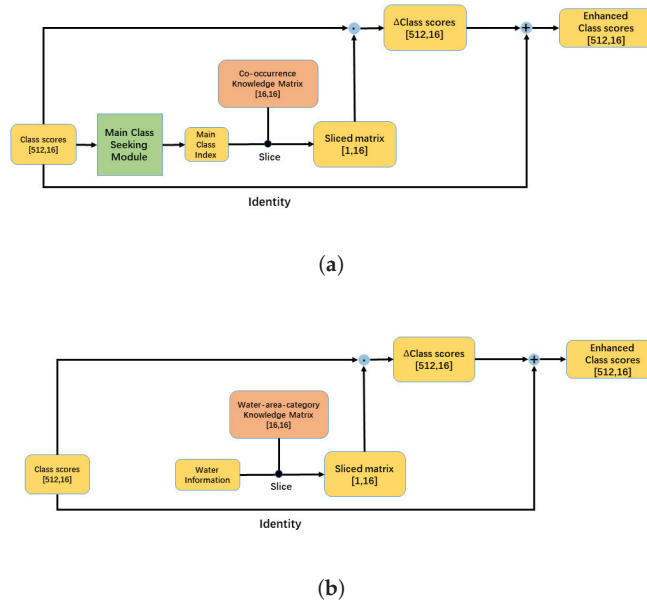 ΔClass scores
[512,16]
Enhanced
Class scores
[512,16]
Co-occurrence
Knowledge Matrix
[16,16]
Class scores
[512,16]
Main Class
Seeking
Module
Main
Class
Index
Slice
Sliced matrix
[1,16]
Identity
(a)
ΔClass scores
[512,16]
Enhanced
Class scores
[512,16]
Water-area-category
Knowledge Matrix
[16,16]
Class scores
[512,16]
Water
Information
Slice
Sliced matrix
[1,16]
Identity
(b)